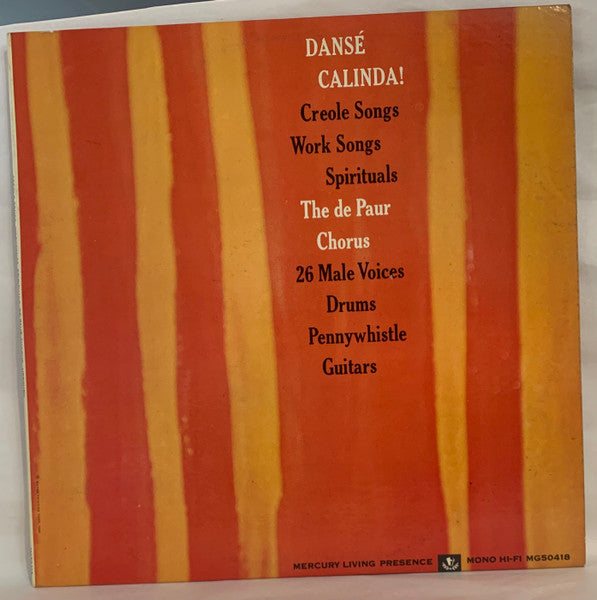 DANSÉ
CALINDA!
Creole Songs
Work Songs
Spirituals
The de Paur
Chorus
26 Male Voices
Drums
Pennywhistle
Guitars
MERCURY LIVING PRESENCE MONO HI-FI MG50418